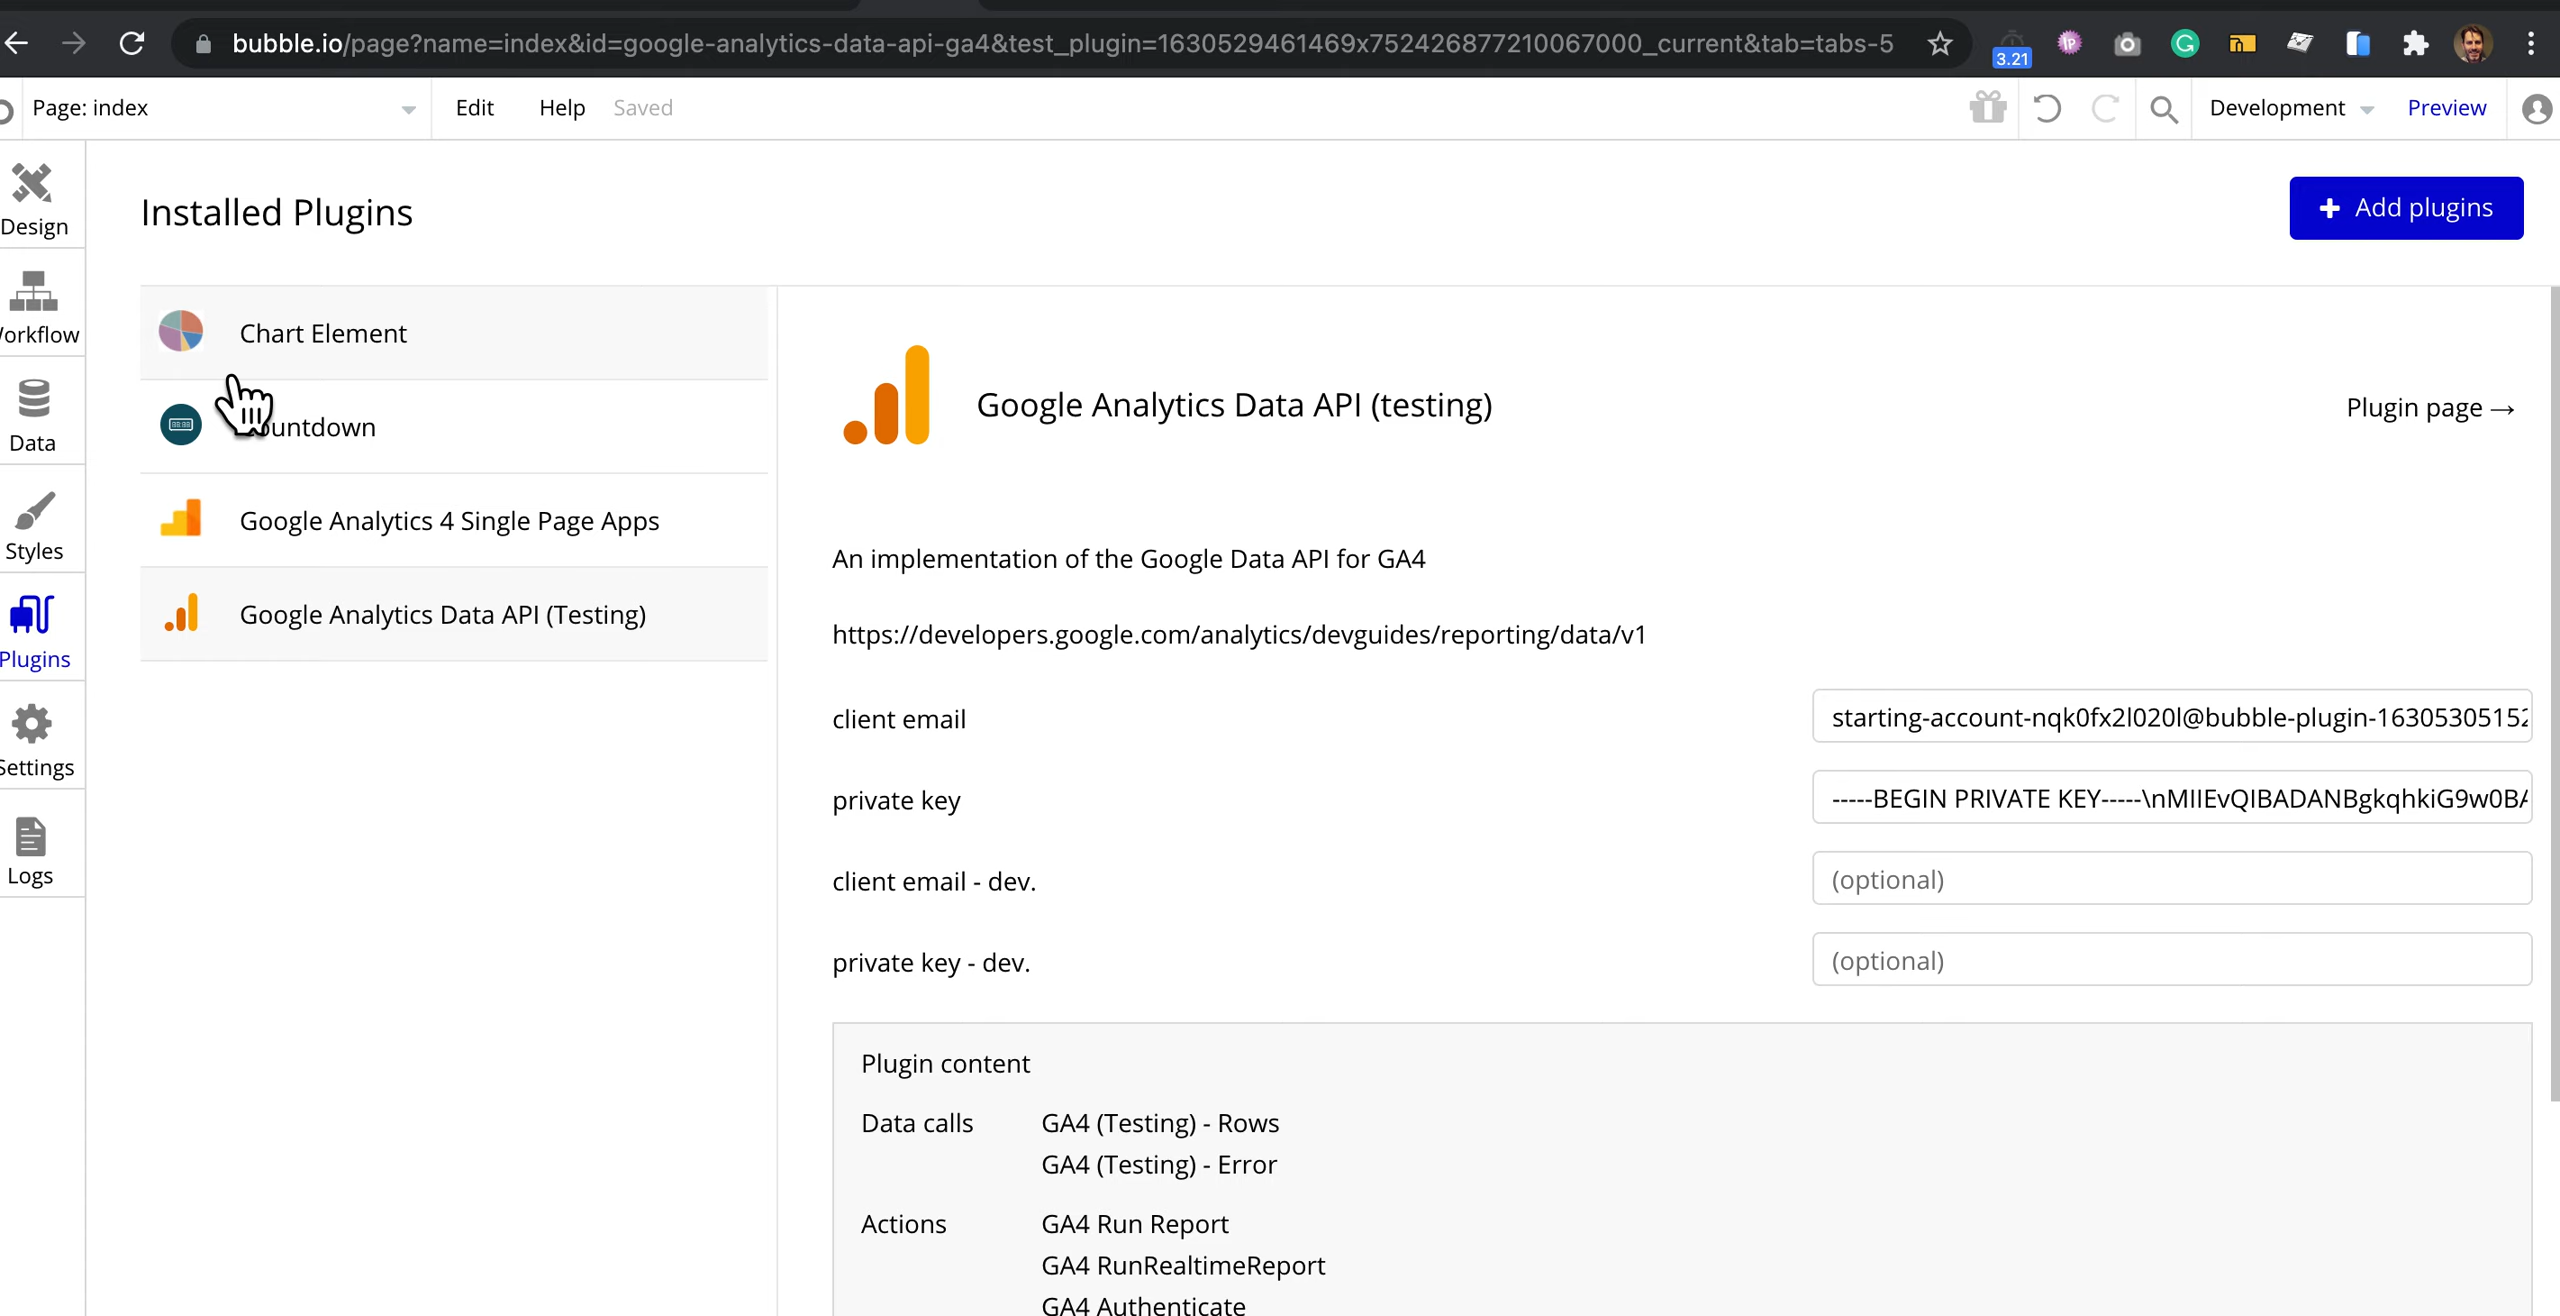 bubble.io/page?name=index&id=google-analytics-data-api-ga4&test_plugin=1630529461469x752426877210067000_current&tab=tabs-5
3.21
Page: index
Edit
Help
Saved
Development
Preview
Design
orkflow
Data
Styles
Plugins
Settings
Logs
Installed Plugins
+ Add plugins
Chart Element
ountdown
Google Analytics 4 Single Page Apps
Google Analytics Data API (Testing)
Google Analytics Data API (testing)
Plugin page →
An implementation of the Google Data API for GA4
https://developers.google.com/analytics/devguides/reporting/data/v1
client email
starting-account-nqk0fx2l020l@bubble-plugin-16305305152
private key
-----BEGIN PRIVATE KEY-----\nMIIEvQIBADANBgkqhkiG9w0BA
client email - dev.
(optional)
private key - dev.
(optional)
Plugin content
Data calls
GA4 (Testing) - Rows
GA4 (Testing) - Error
Actions
GA4 Run Report
GA4 RunRealtimeReport
GA4 Authenticate